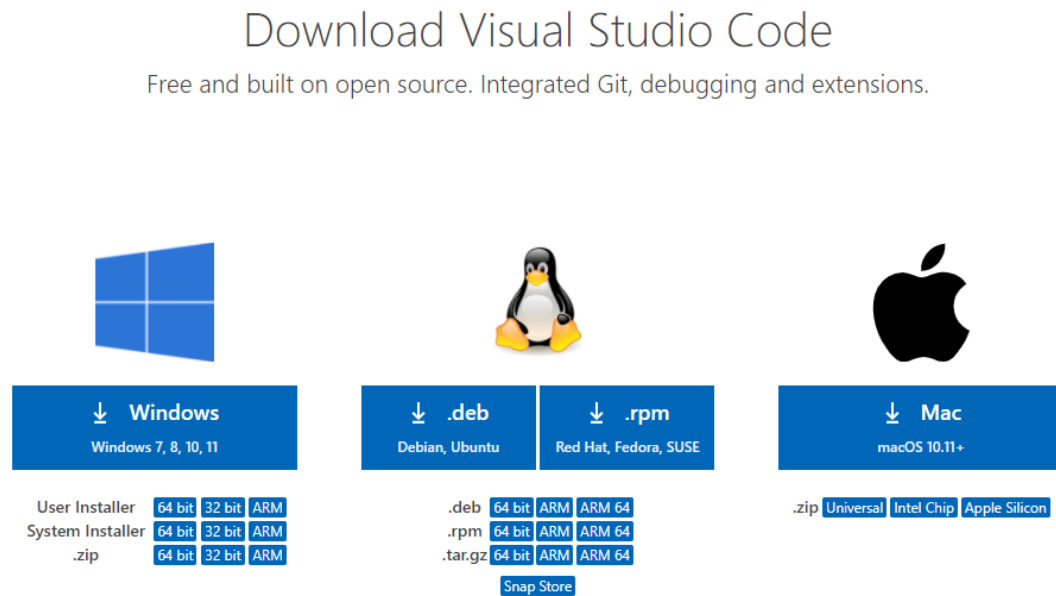 Download Visual Studio Code
Free and built on open source. Integrated Git, debugging and extensions.
Windows
Windows 7, 8, 10, 11
User Installer 64 bit 32 bit ARM
System Installer 64 bit 32 bit ARM
.zip 64 bit 32 bit ARM
.deb
Debian, Ubuntu
.rpm
Red Hat, Fedora, SUSE
.deb 64 bit ARM ARM 64
.rpm 64 bit ARM ARM 64
.tar.gz 64 bit ARM ARM 64
Snap Store
Mac
macOS 10.11+
.zip Universal Intel Chip Apple Silicon